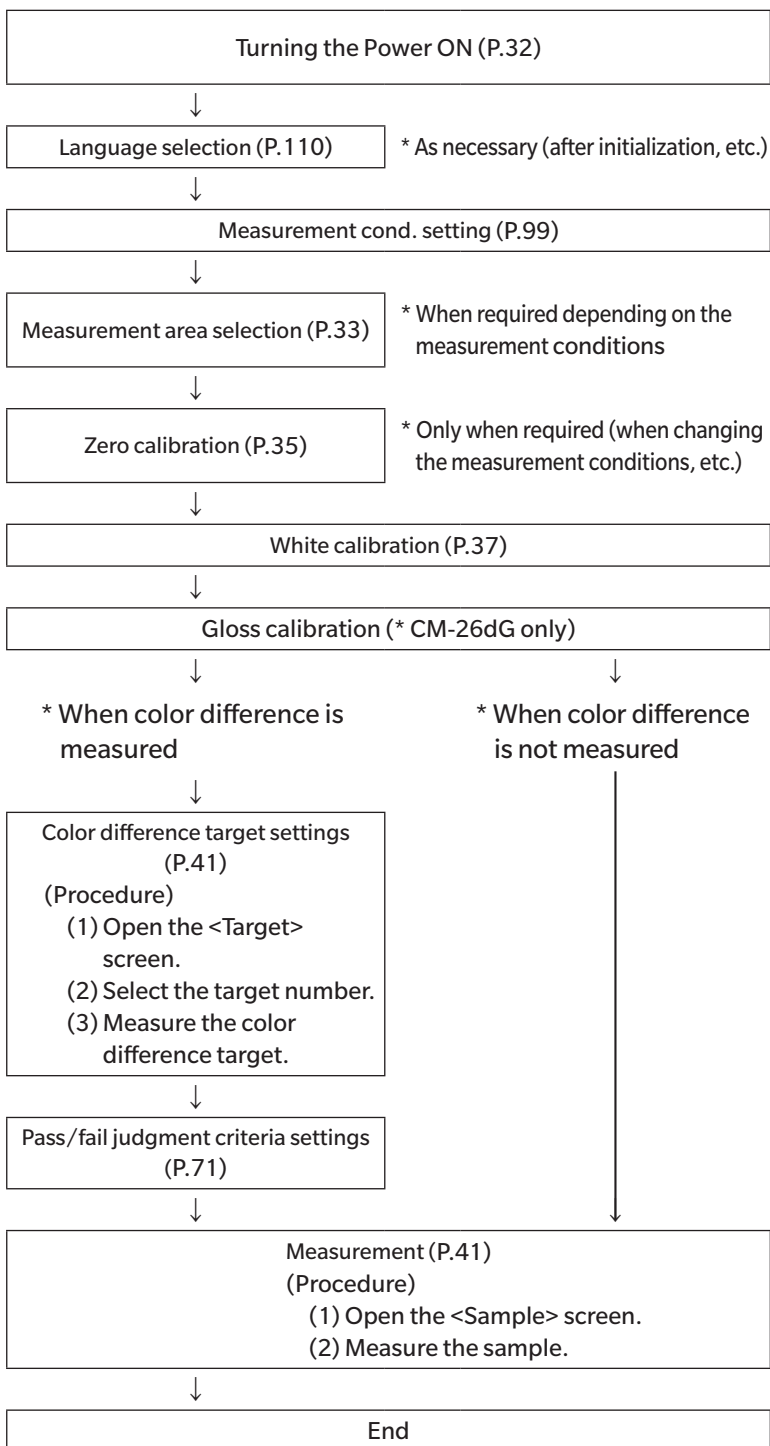 Turning the Power ON (P.32)
↓
Language selection (P.110)
* As necessary (after initialization, etc.)
↓
Measurement cond. setting (P.99)
↓
Measurement area selection (P.33)
* When required depending on the
measurement conditions
↓
Zero calibration (P.35)
* Only when required (when changing
the measurement conditions, etc.)
↓
White calibration (P.37)
↓
Gloss calibration (* CM-26dG only)
↓
* When color difference is
measured
↓
Color difference target settings
(P.41)
(Procedure)
(1) Open the <Target>
screen.
(2) Select the target number.
(3) Measure the color
difference target.
↓
Pass/fail judgment criteria settings
(P.71)
↓
↓
* When color difference
is not measured
↓
Measurement (P.41)
(Procedure)
(1) Open the <Sample> screen.
(2) Measure the sample.
↓
End